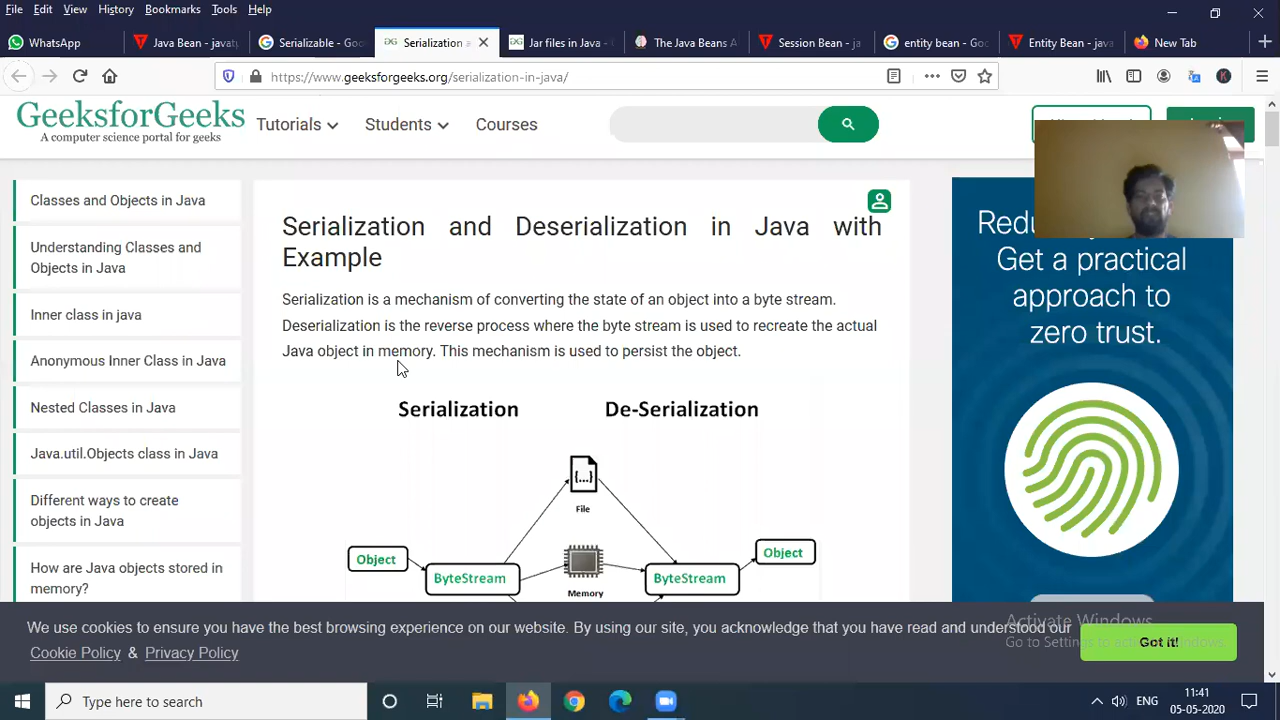 File Edit View History Bookmarks Tools Help
WhatsApp
Java Bean - javat
Serializable - Goo
Serialization a
Jar files in Java -
The Java Beans A
Session Bean - ja
entity bean - Goo
Entity Bean - java
New Tab
https://www.geeksforgeeks.org/serialization-in-java/
K
GeeksforGeeks
A computer science portal for geeks
Tutorials
Students
Courses
Classes and Objects in Java
Understanding Classes and
Objects in Java
Inner class in java
Anonymous Inner Class in Java
Nested Classes in Java
Java.util.Objects class in Java
Different ways to create
objects in Java
How are Java objects stored in
memory?
Serialization and Deserialization in Java with
Example
Serialization is a mechanism of converting the state of an object into a byte stream.
Deserialization is the reverse process where the byte stream is used to recreate the actual
Java object in memory. This mechanism is used to persist the object.
Serialization De-Serialization
{...}
File
Object
ByteStream
Memory
ByteStream
Object
Get a practical
approach to
zero trust.
We use cookies to ensure you have the best browsing experience on our website. By using our site, you acknowledge that you have read and understood our
Cookie Policy & Privacy Policy
Got it!
Activate Windows
Go to Settings to activate Windows.
Type here to search
ENG
11:41
05-05-2020